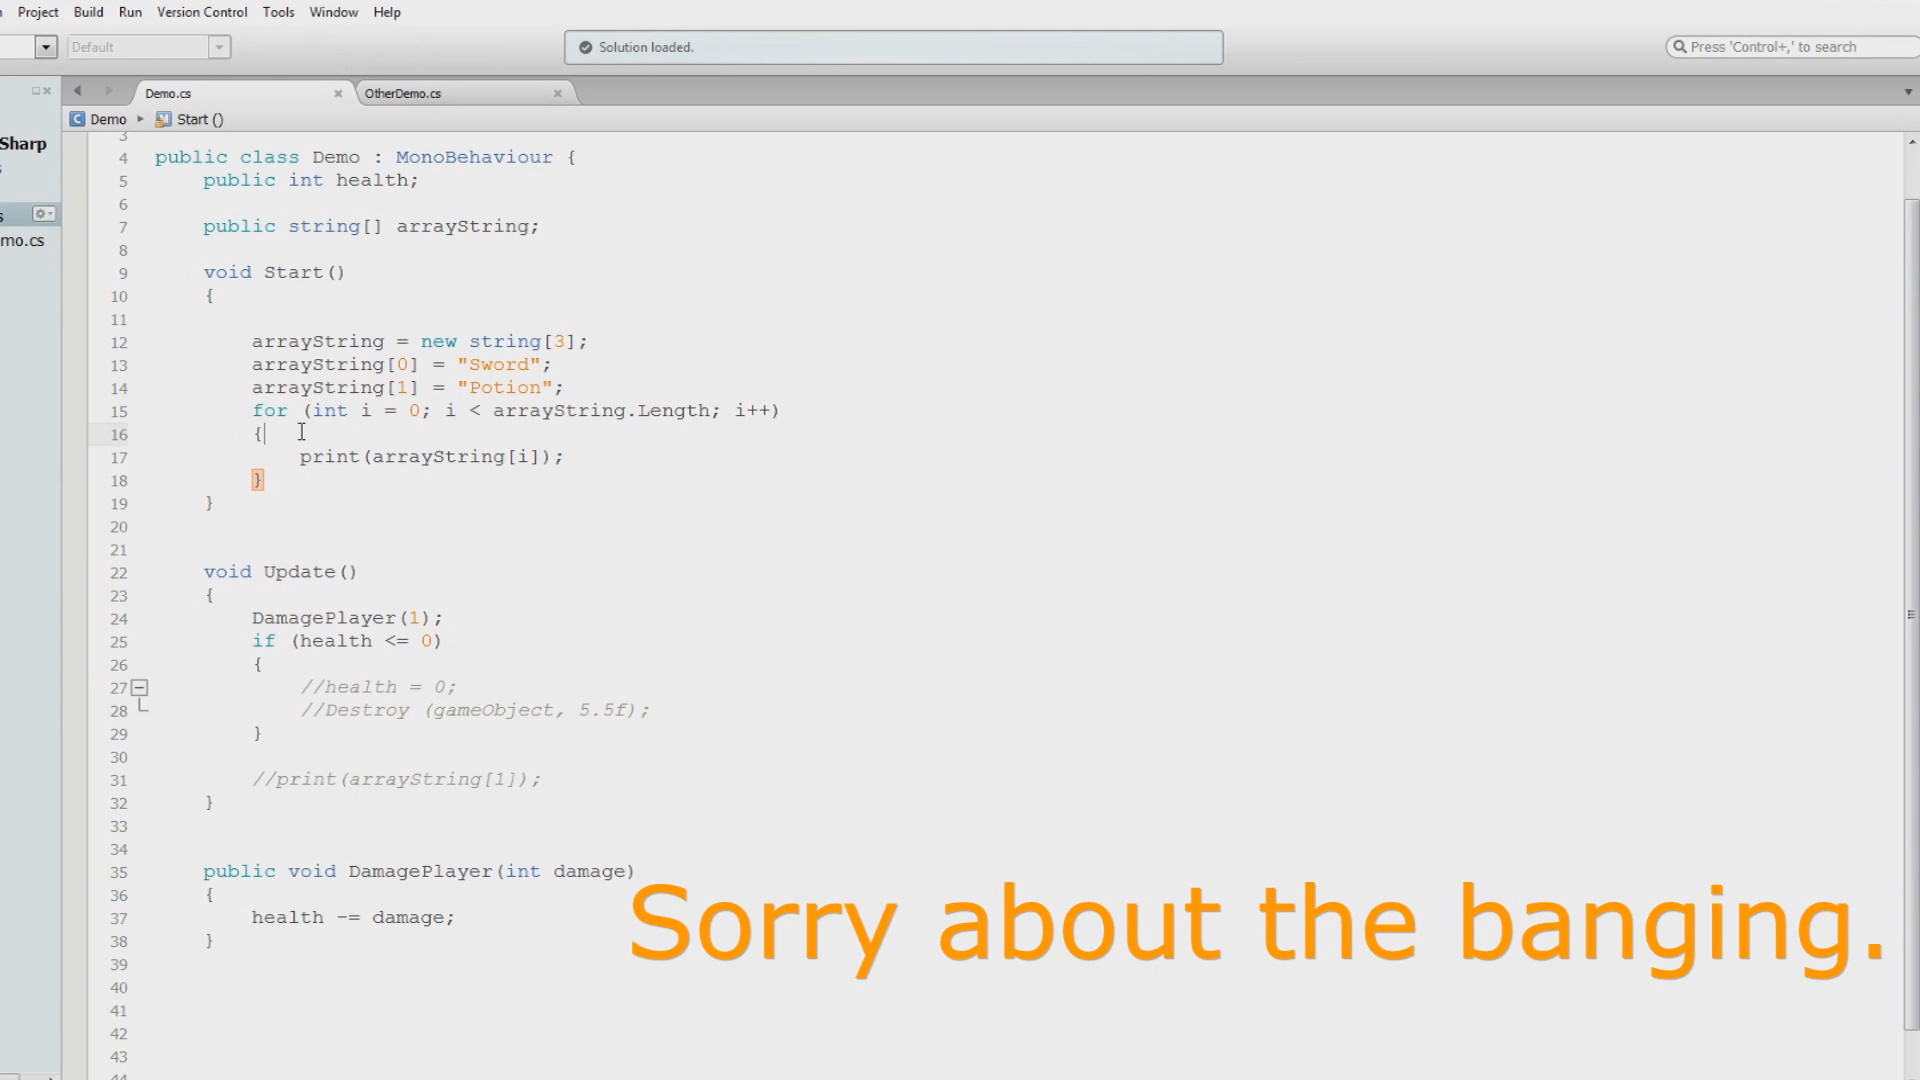 Project Build Run Version Control Tools Window Help
Default
Solution loaded.
Press 'Control+,' to search
Demo.cs
OtherDemo.cs
Demo
Start ()
Sharp
s
mo.cs
3
4 public class Demo : MonoBehaviour {
5 public int health;
6
7 public string[] arrayString;
8
9 void Start()
10 {
11
12 arrayString = new string[3];
13 arrayString[0] = "Sword";
14 arrayString[1] = "Potion";
15 for (int i = 0; i < arrayString.Length; i++)
16 {
17 print(arrayString[i]);
18 }
19 }
20
21
22 void Update()
23 {
24 DamagePlayer(1);
25 if (health <= 0)
26 {
27 //health = 0;
28 //Destroy (gameObject, 5.5f);
29 }
30
31 //print(arrayString[1]);
32 }
33
34
35 public void DamagePlayer(int damage)
36 {
37 health -= damage;
38 }
39
40
41
42
43
44
Sorry about the banging.